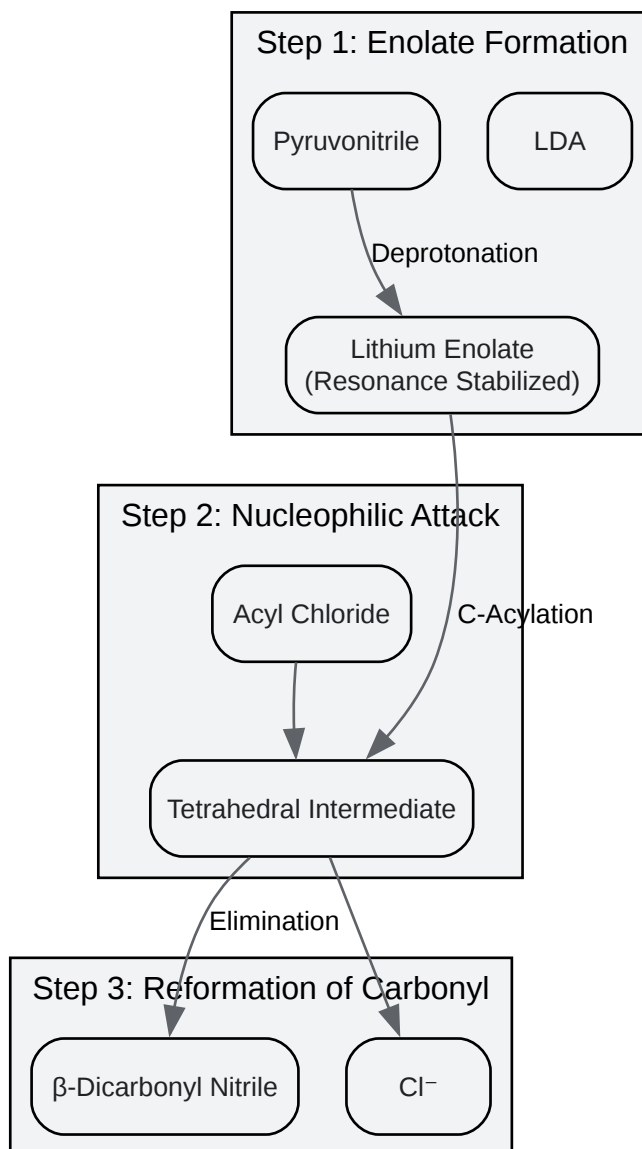 Step 1: Enolate Formation
Pyruvonitrile
LDA
Deprotonation
Lithium Enolate
(Resonance Stabilized)
Step 2: Nucleophilic Attack
Acyl Chloride
C-Acylation
Tetrahedral Intermediate
Elimination
Step 3: Reformation of Carbonyl
β-Dicarbonyl Nitrile
Cl⁻